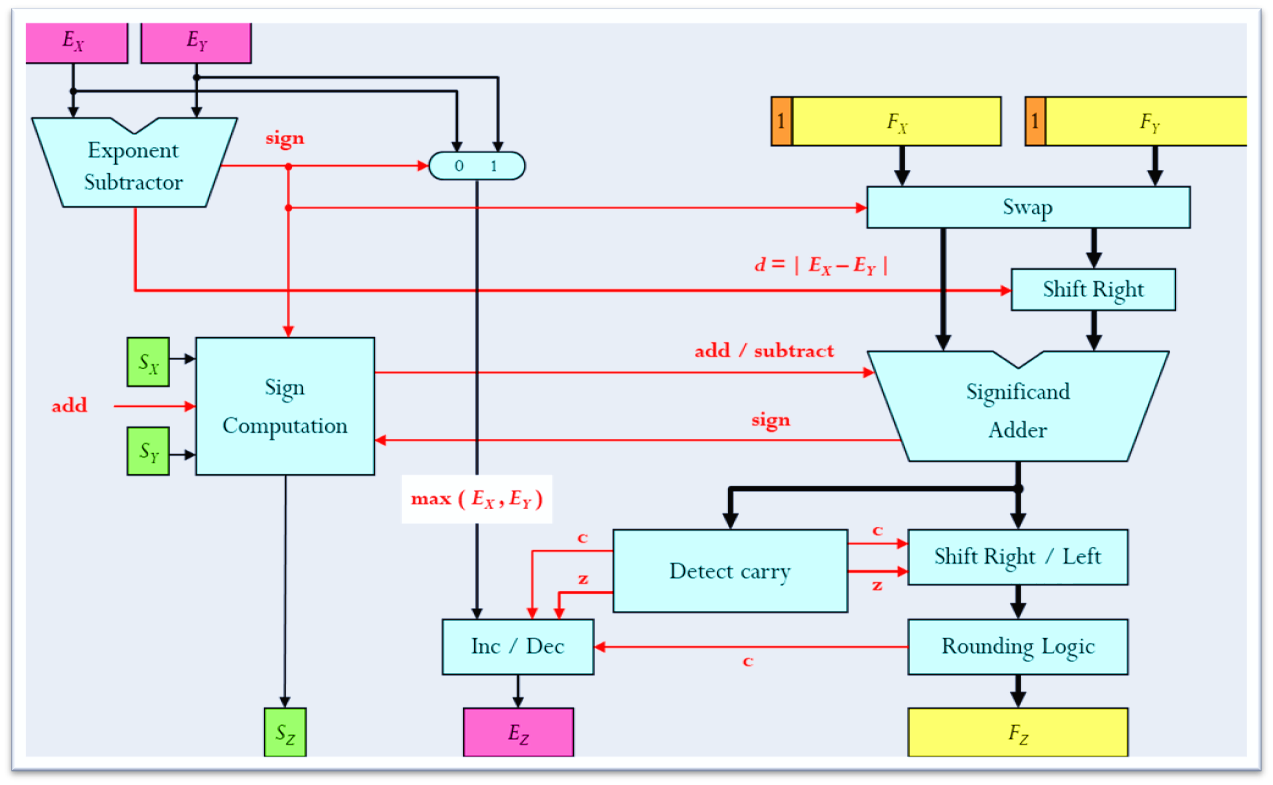 E_X
E_Y
1
F_X
1
F_Y
Exponent
Subtractor
sign
0 1
Swap
d = | E_X – E_Y |
Shift Right
S_X
add
S_Y
Sign
Computation
add / subtract
sign
Significand
Adder
max ( E_X , E_Y )
c
z
Detect carry
c
z
Shift Right / Left
Inc / Dec
c
Rounding Logic
S_Z
E_Z
F_Z